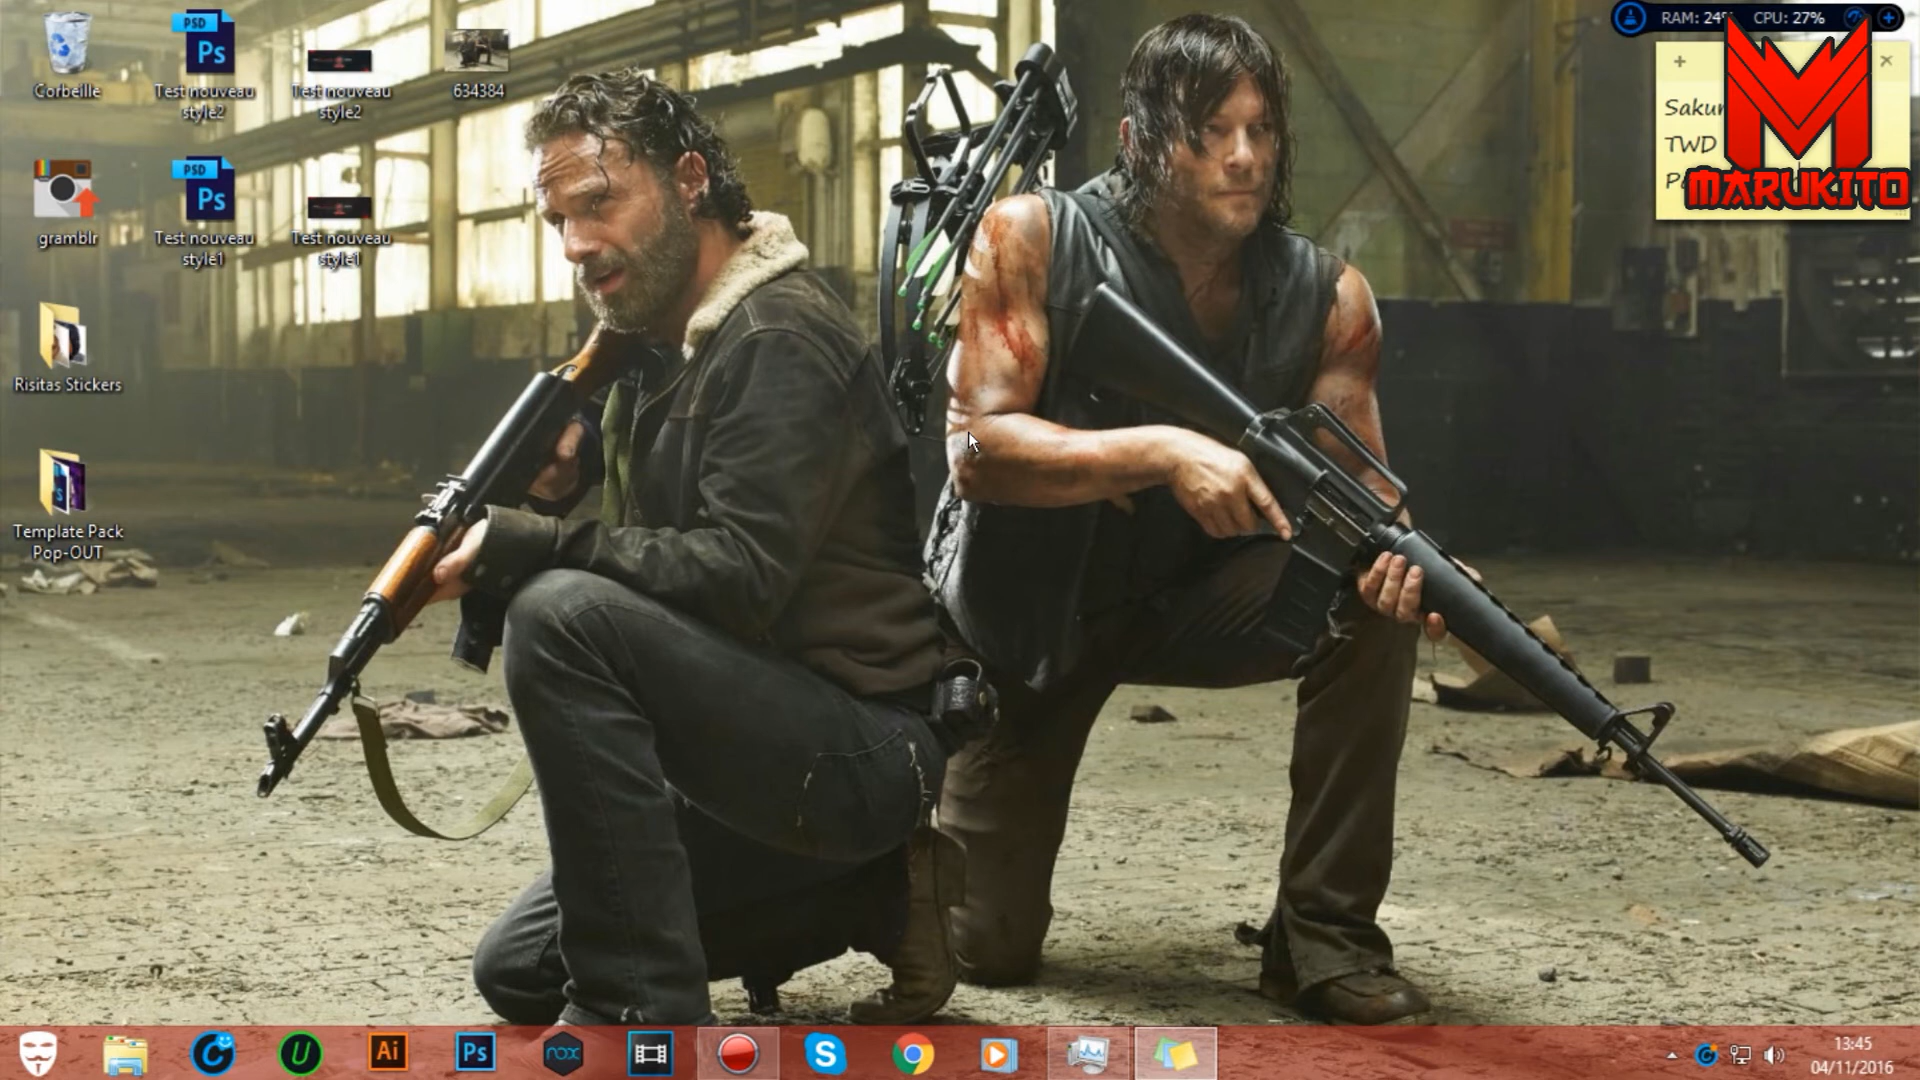 Corbeille
PSD
Ps
Test nouveau
style2
Test nouveau
style2
634384
gramblr
PSD
Ps
Test nouveau
style1
Test nouveau
style1
Risitas Stickers
Template Pack
Pop-OUT
RAM: 24%
CPU: 27%
TWD
MARUKITO
U
Ai
Ps
nox
S
13:45
04/11/2016